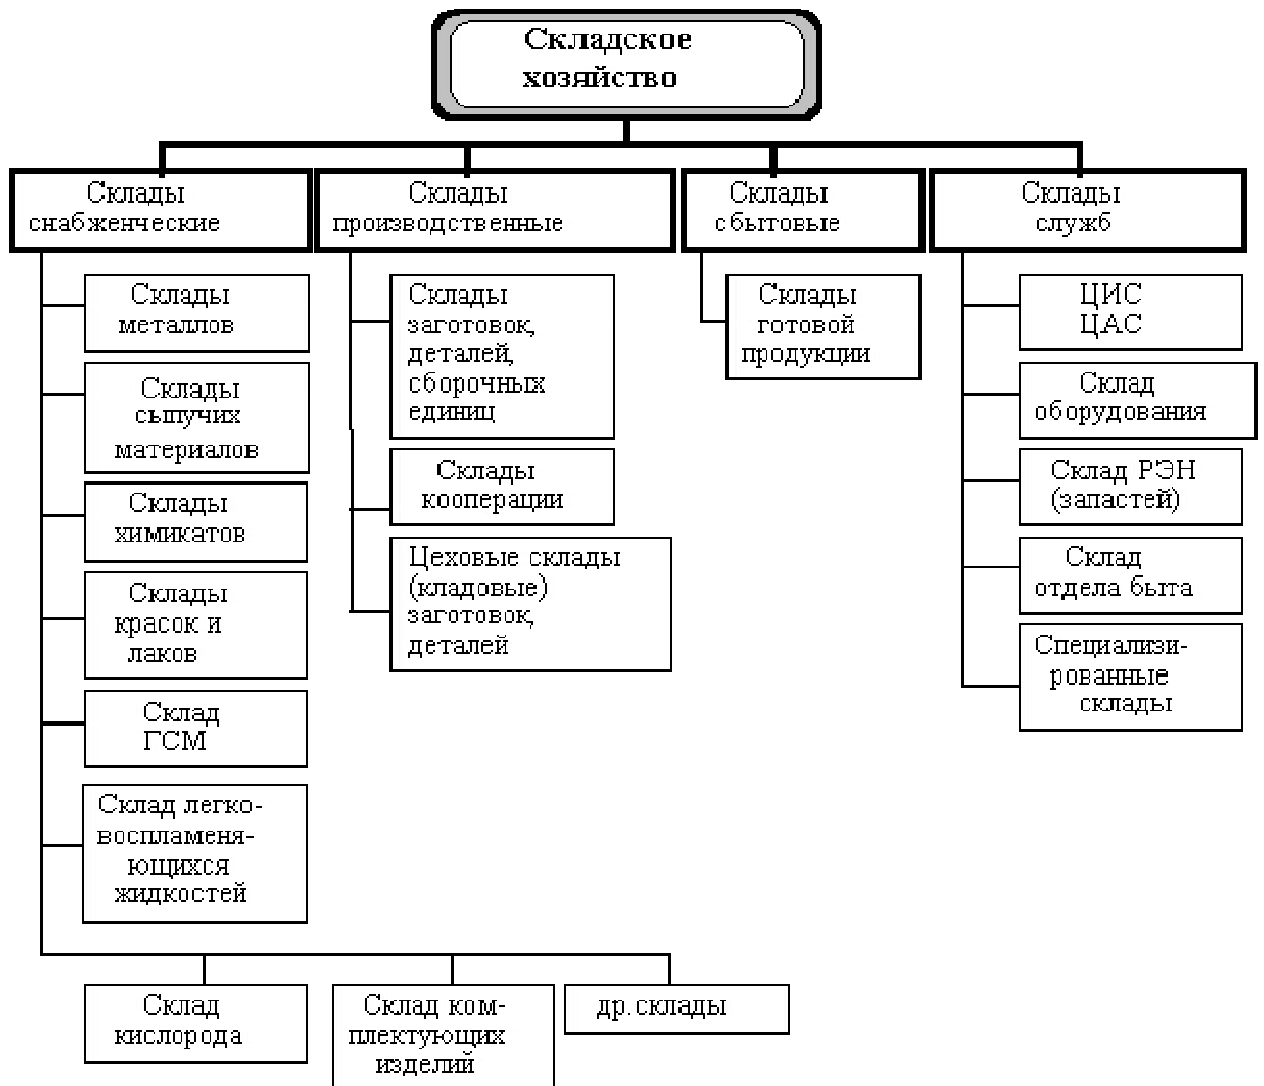 Складское
хозяйство
Склады
снабженческие
Склады
производственные
Склады
сбытовые
Склады
служб
Склады
металлов
Склады
сыпучих
материалов
Склады
химикатов
Склады
красок и
лаков
Склад
ГСМ
Склад легко-
воспламеня-
ющихся
жидкостей
Склад
кислорода
Склад ком-
плектующих
изделий
др. склады
Склады
заготовок,
деталей,
сборочных
единиц
Склады
кооперации
Цеховые склады
(кладовые)
заготовок,
деталей
Склады
готовой
продукции
ЦИС
ЦАС
Склад
оборудования
Склад РЭН
(запастей)
Склад
отдела быта
Специализи-
рованные
склады